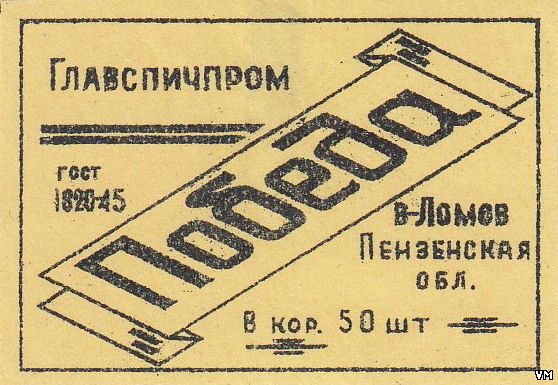 Главспичпром
гост
1820-45
Победа
в-Ломов
Пензенская
обл.
В кор. 50 шт
VM